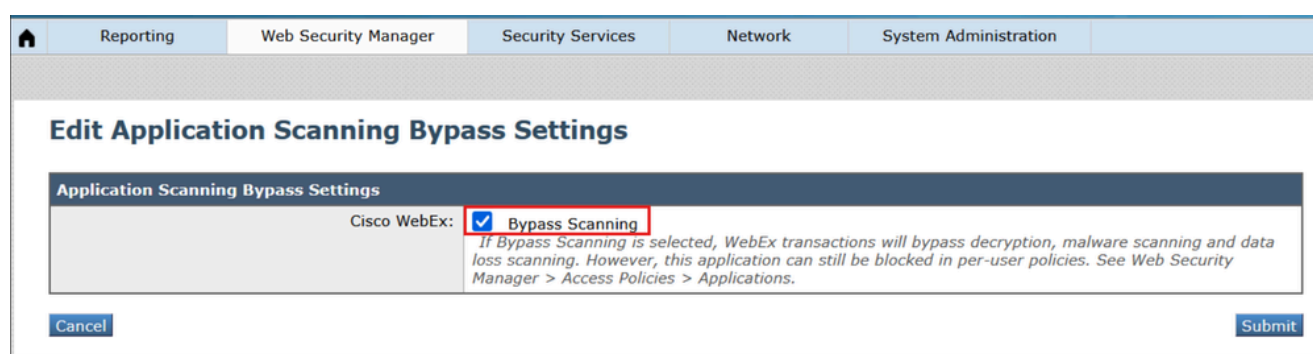 Reporting Web Security Manager Security Services Network System Administration
Edit Application Scanning Bypass Settings
Application Scanning Bypass Settings
Cisco WebEx: Bypass Scanning
If Bypass Scanning is selected, WebEx transactions will bypass decryption, malware scanning and data
loss scanning. However, this application can still be blocked in per-user policies. See Web Security
Manager > Access Policies > Applications.
Cancel Submit